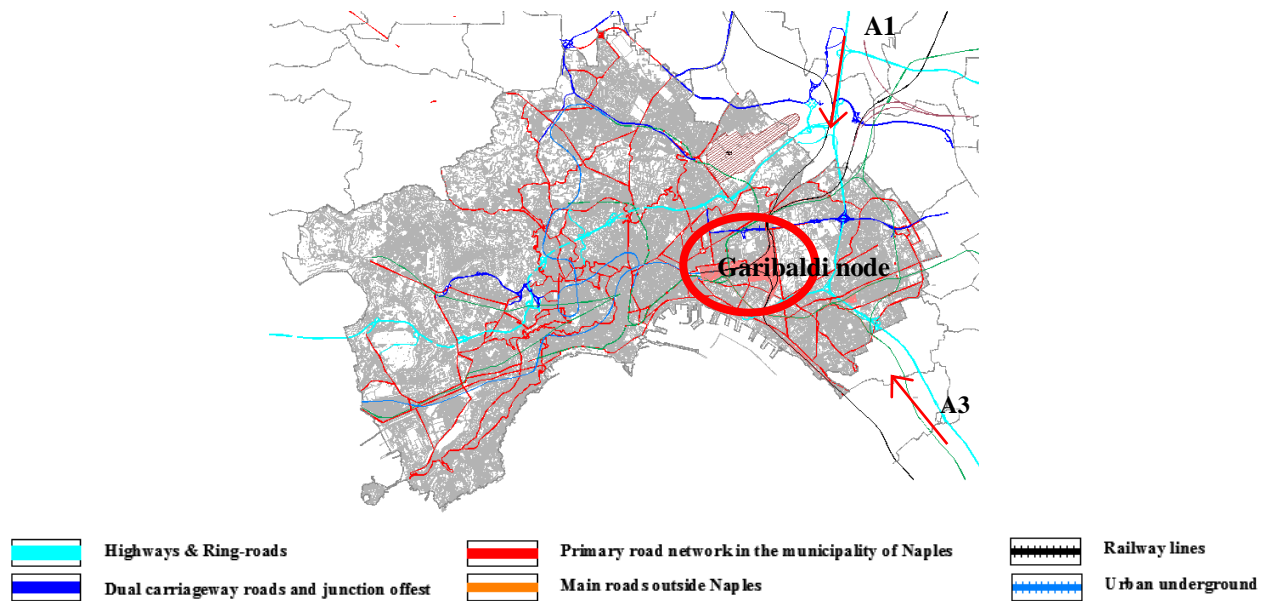 A1
Garibaldi node
A3
Highways & Ring-roads
Primary road network in the municipality of Naples
Railway lines
Dual carriageway roads and junction offest
Main roads outside Naples
Urban underground